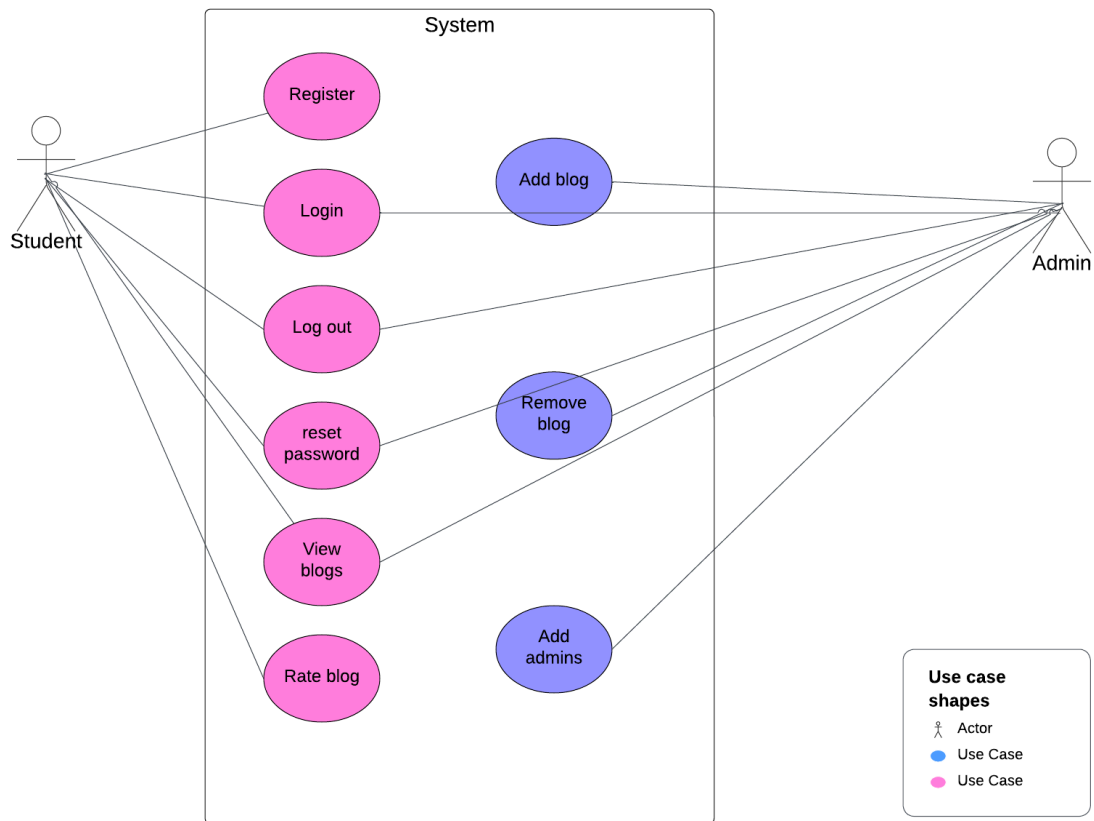 System
Register
Add blog
Login
Student
Admin
Log out
Remove
blog
reset
password
View
blogs
Add
admins
Rate blog
Use case
shapes
Actor
Use Case
Use Case